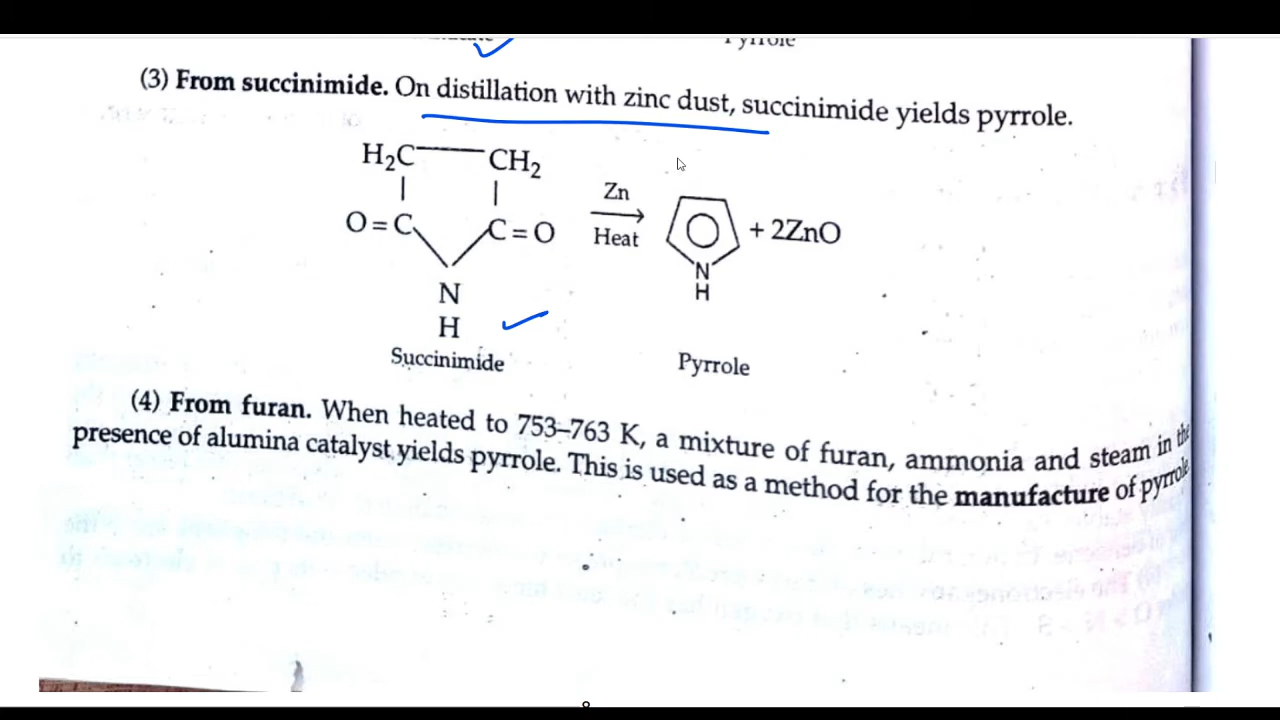 Pyrrole
(3) From succinimide. On distillation with zinc dust, succinimide yields pyrrole.
H₂C — CH₂
O=C C=O Zn Heat + 2ZnO
N N
H H
Succinimide Pyrrole
(4) From furan. When heated to 753–763 K, a mixture of furan, ammonia and steam in the
presence of alumina catalyst yields pyrrole. This is used as a method for the manufacture of pyrrole